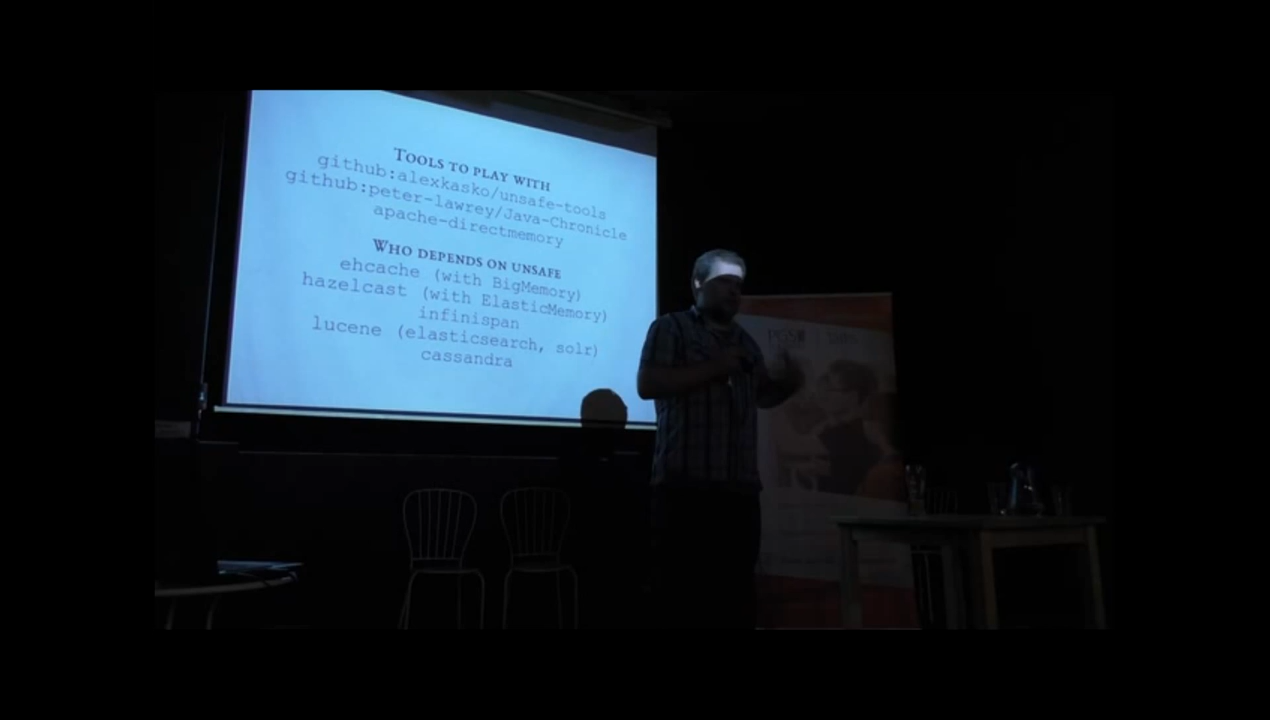 TOOLS TO PLAY WITH
github:alexkasko/unsafe-tools
github:peter-lawrey/Java-Chronicle
apache-directmemory
WHO DEPENDS ON UNSAFE
ehcache (with BigMemory)
hazelcast (with ElasticMemory)
infinispan
lucene (elasticsearch, solr)
cassandra